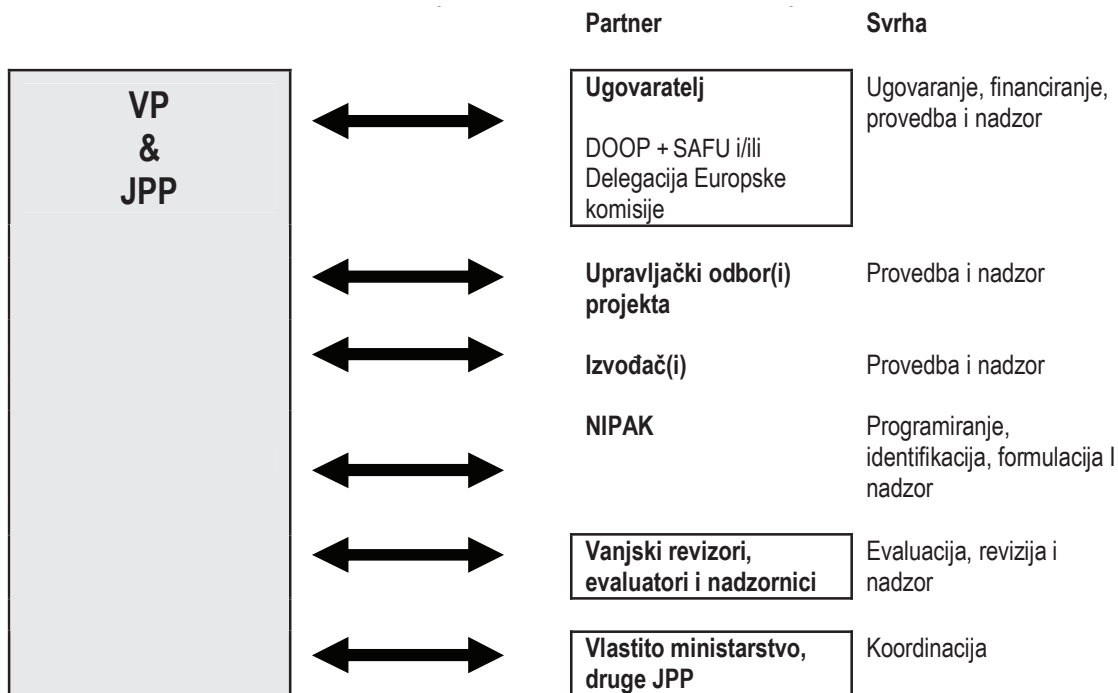 Partner Svrha
VP
&
JPP
Ugovaratelj
DOOP + SAFU i/ili
Delegacija Europske
komisije
Ugovaranje, financiranje,
provedba i nadzor
Upravljački odbor(i)
projekta
Provedba i nadzor
Izvođač(i)
Provedba i nadzor
NIPAK
Programiranje,
identifikacija, formulacija I
nadzor
Vanjski revizori,
evaluatori i nadzornici
Evaluacija, revizija i
nadzor
Vlastito ministarstvo,
druge JPP
Koordinacija